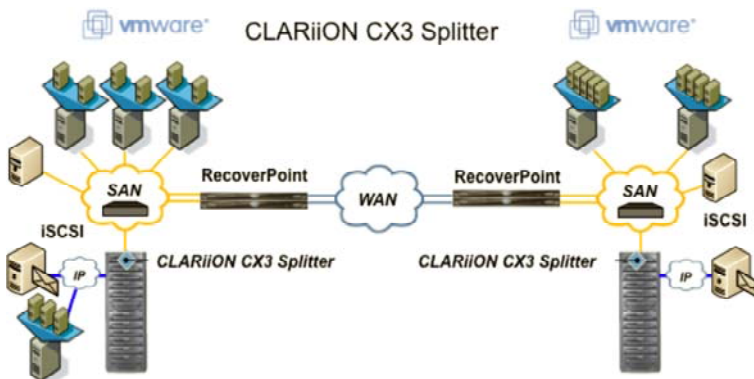 vmware®
CLARiiON CX3 Splitter
vmware®
RecoverPoint
RecoverPoint
SAN
WAN
SAN
iSCSI
iSCSI
CLARiiON CX3 Splitter
CLARiiON CX3 Splitter
IP
IP